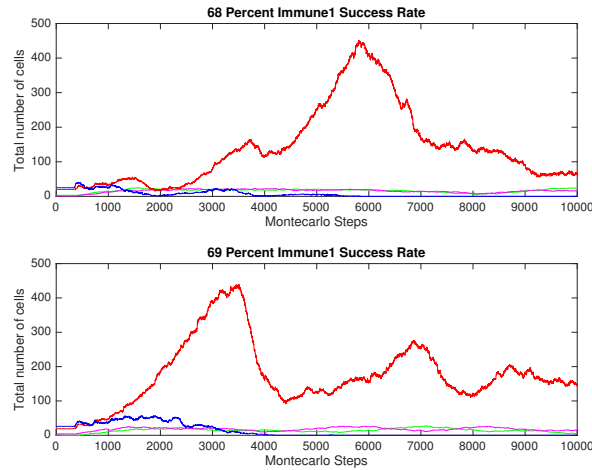 68 Percent Immune1 Success Rate
500
400
300
200
100
0
Total number of cells
0 1000 2000 3000 4000 5000 6000 7000 8000 9000 10000
Montecarlo Steps
69 Percent Immune1 Success Rate
500
400
300
200
100
0
Total number of cells
0 1000 2000 3000 4000 5000 6000 7000 8000 9000 10000
Montecarlo Steps